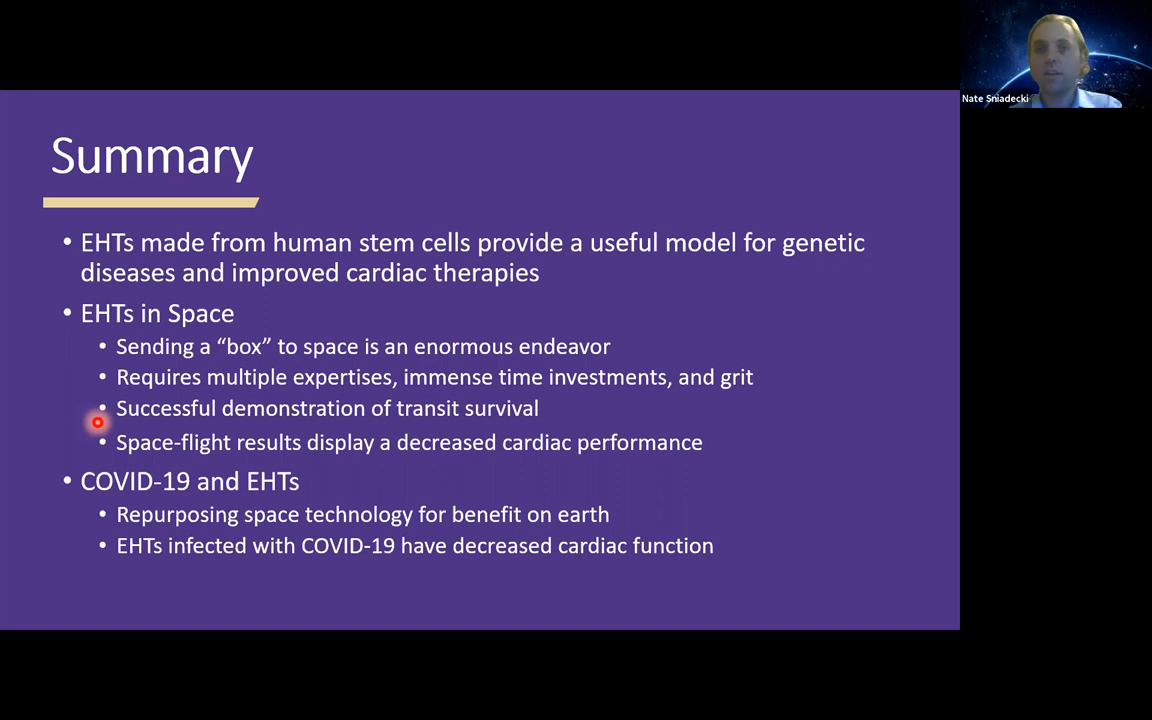 Nate Sniadecki
Summary
• EHTs made from human stem cells provide a useful model for genetic
diseases and improved cardiac therapies
• EHTs in Space
• Sending a “box” to space is an enormous endeavor
• Requires multiple expertises, immense time investments, and grit
• Successful demonstration of transit survival
• Space-flight results display a decreased cardiac performance
• COVID-19 and EHTs
• Repurposing space technology for benefit on earth
• EHTs infected with COVID-19 have decreased cardiac function